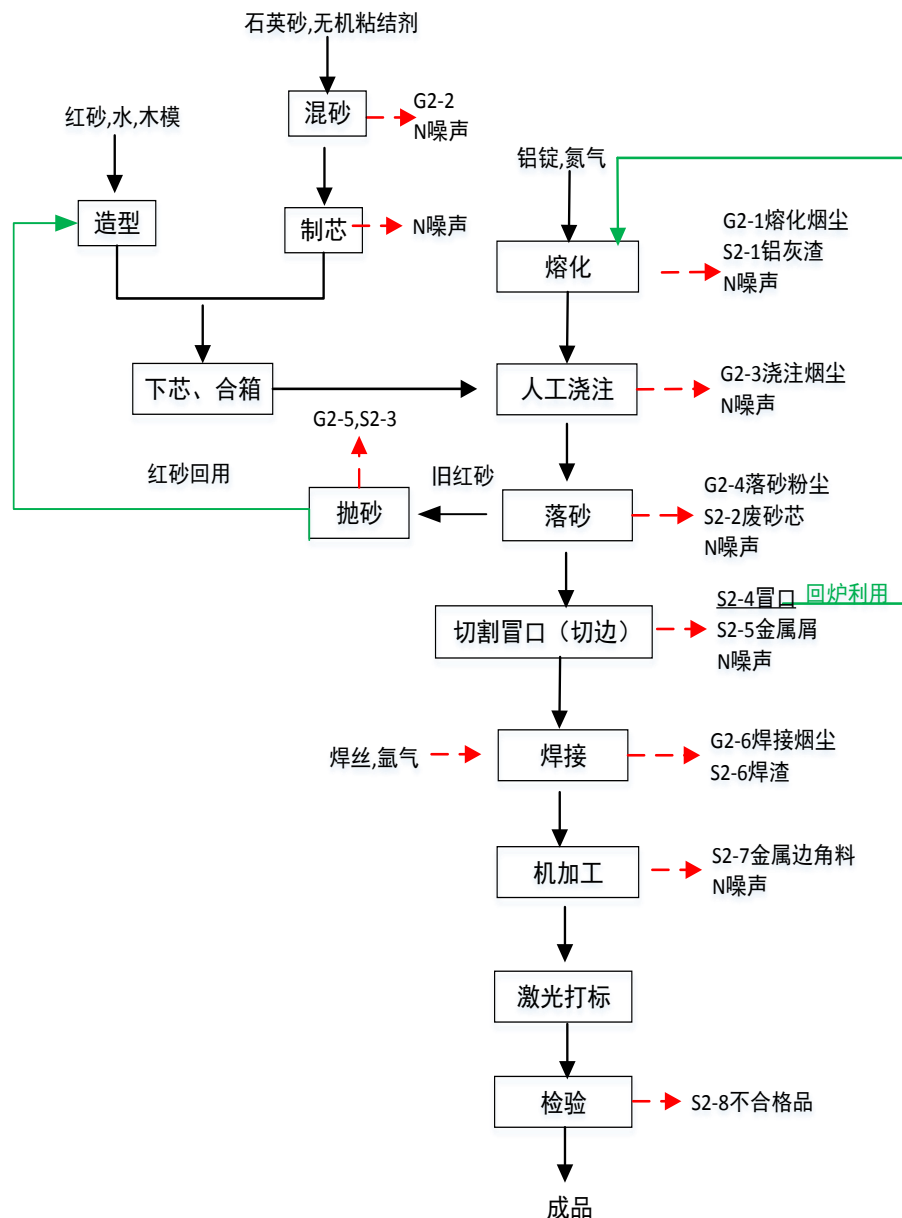 石英砂,无机粘结剂
混砂
G2-2
N噪声
红砂,水,木模
造型
制芯
N噪声
铝锭,氮气
熔化
G2-1熔化烟尘
S2-1铝灰渣
N噪声
下芯、合箱
人工浇注
G2-3浇注烟尘
N噪声
G2-5,S2-3
红砂回用
抛砂
旧红砂
落砂
G2-4落砂粉尘
S2-2废砂芯
N噪声
切割冒口（切边）
S2-4冒口 回炉利用
S2-5金属屑
N噪声
焊丝,氩气
焊接
G2-6焊接烟尘
S2-6焊渣
机加工
S2-7金属边角料
N噪声
激光打标
检验
S2-8不合格品
成品